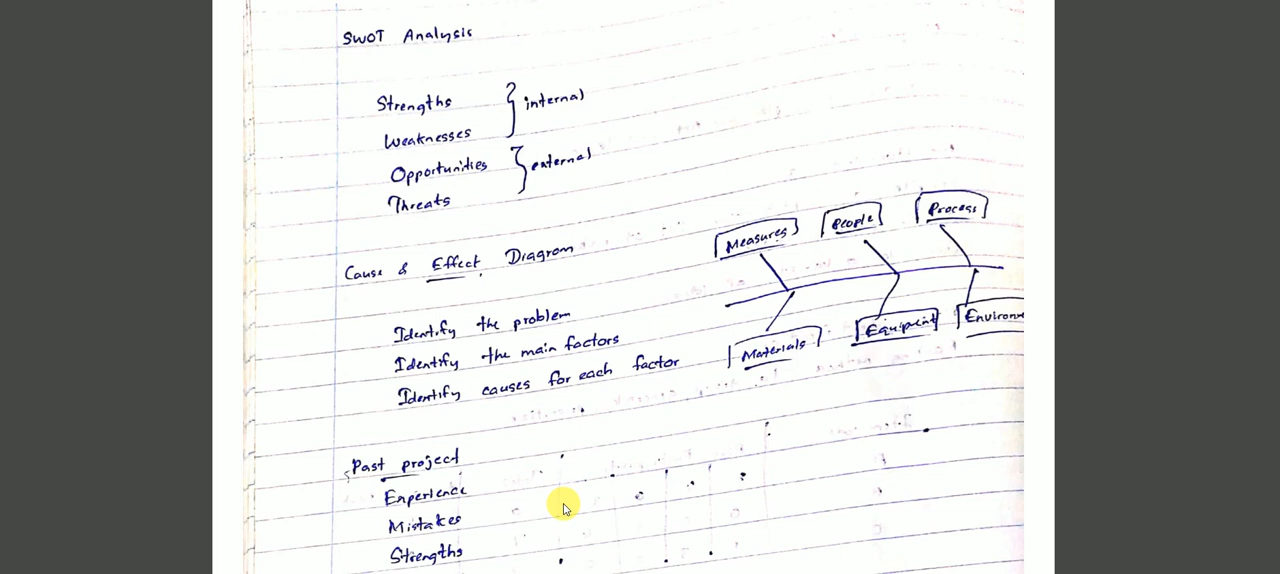 SWOT Analysis
Strengths
Weaknesses
internal
Opportunities
Threats
external
Cause & Effect Diagram
Identify the problem
Identify the main factors
Identify causes for each factor
Measures
People
Process
Materials
Equipment
Environme
Past project
Experience
Mistakes
Strengths